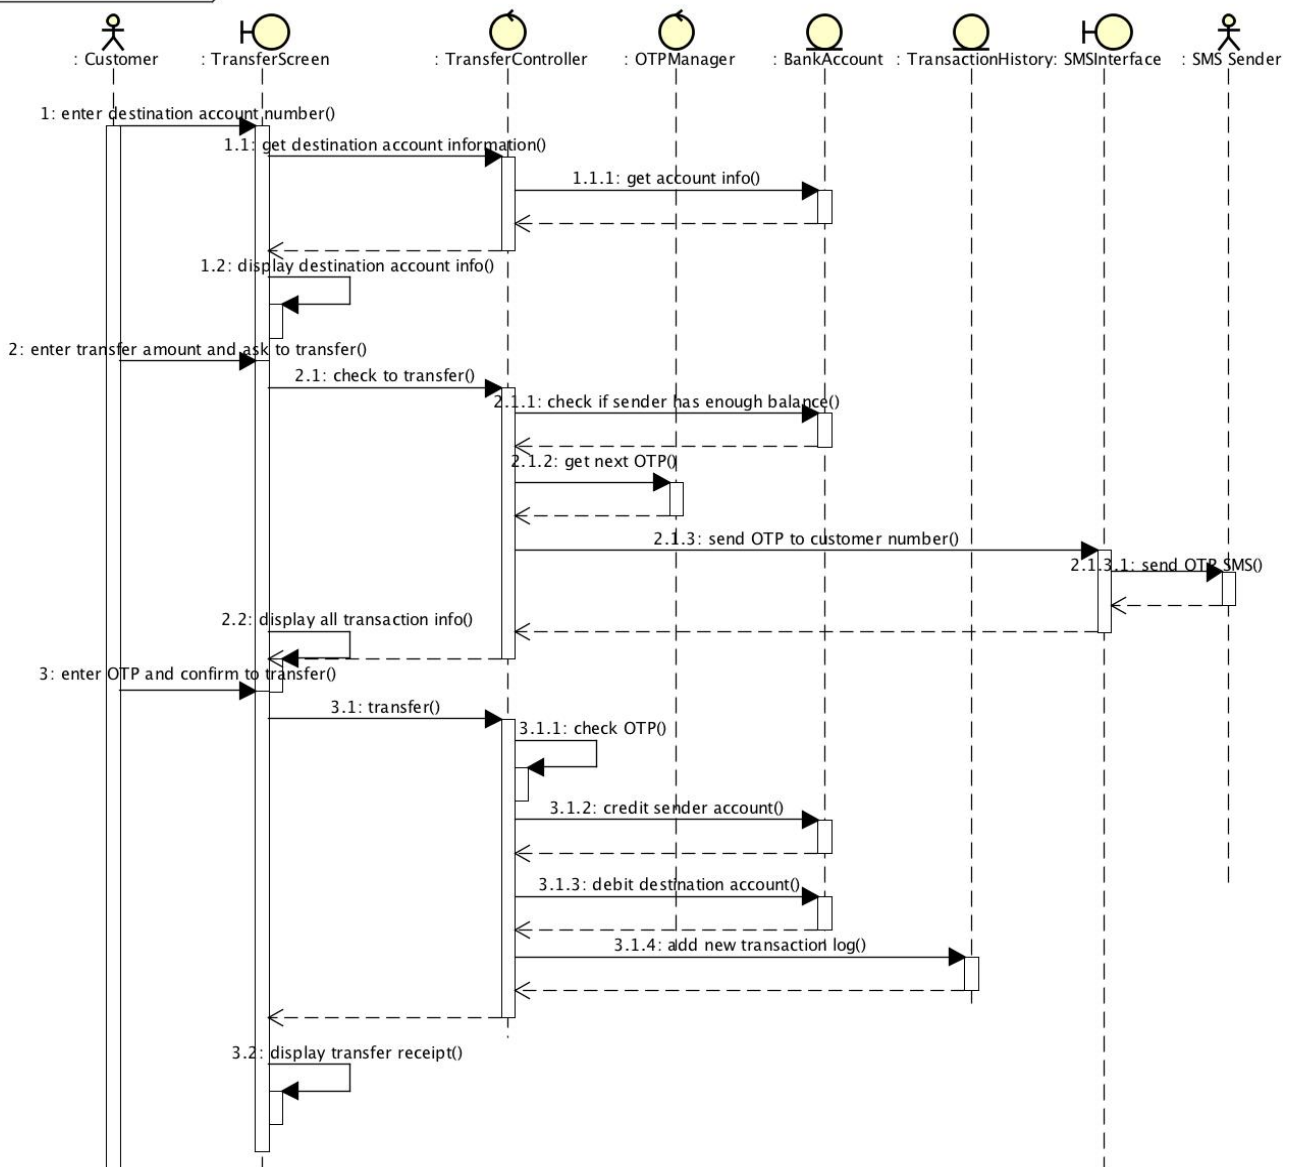 : Customer
: TransferScreen
: TransferController
: OTPManager
: BankAccount
: TransactionHistory
: SMSInterface
: SMS Sender
1: enter destination account number()
1.1: get destination account information()
1.1.1: get account info()
1.2: display destination account info()
2: enter transfer amount and ask to transfer()
2.1: check to transfer()
2.1.1: check if sender has enough balance()
2.1.2: get next OTP()
2.1.3: send OTP to customer number()
2.1.3.1: send OTP SMS()
2.2: display all transaction info()
3: enter OTP and confirm to transfer()
3.1: transfer()
3.1.1: check OTP()
3.1.2: credit sender account()
3.1.3: debit destination account()
3.1.4: add new transaction log()
3.2: display transfer receipt()